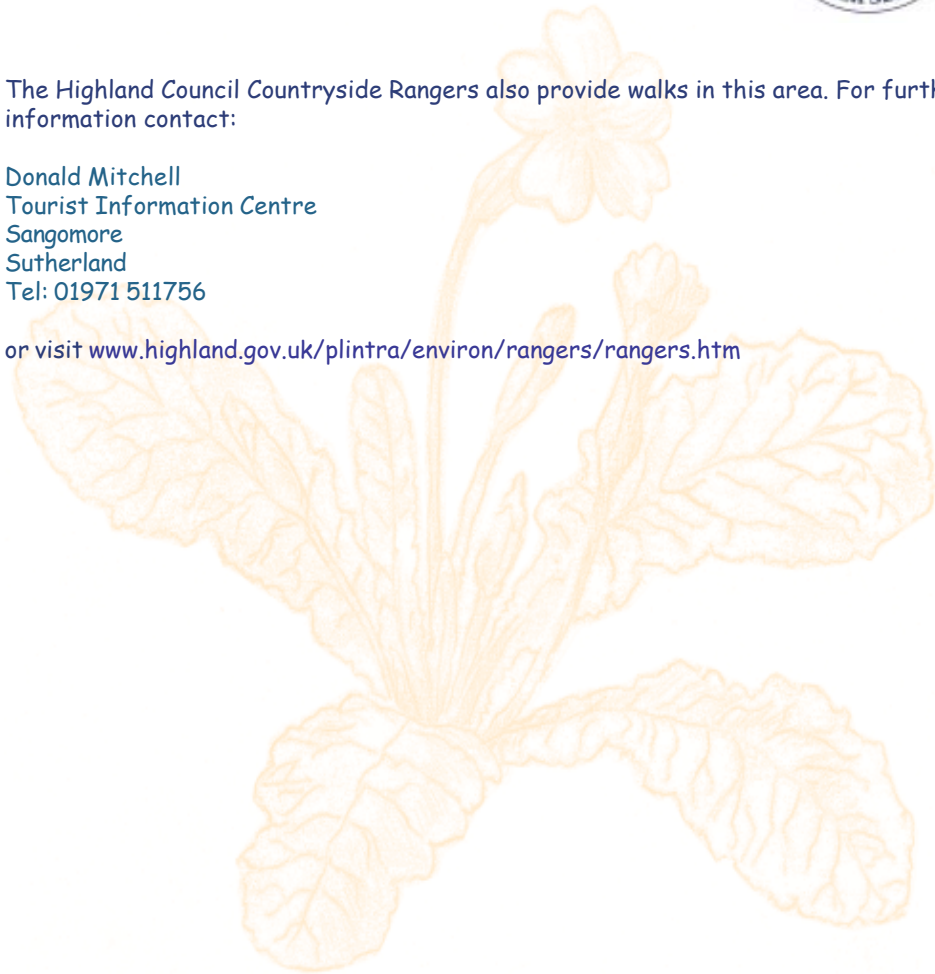 The Highland Council Countryside Rangers also provide walks in this area. For
information contact:
Donald Mitchell
Tourist Information Centre
Sangomore
Sutherland
Tel: 01971 511756
or visit www.highland.gov.uk/plintra/environ/rangers/rangers.htm